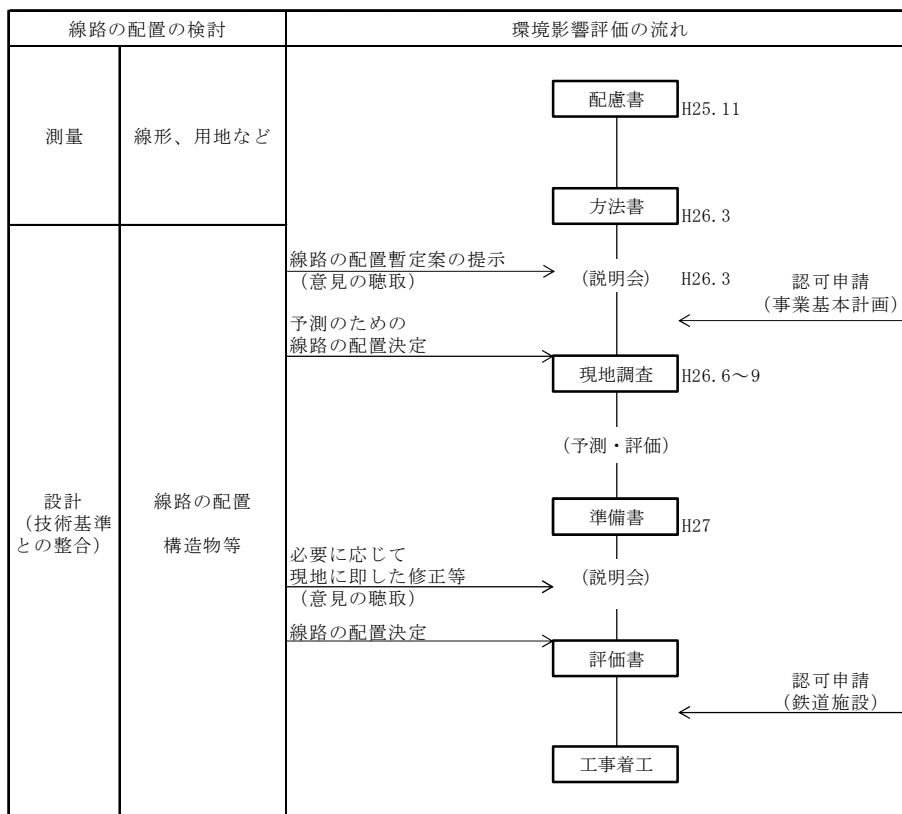 線路の配置の検討
環境影響評価の流れ
配慮書
H25.11
測量
線形、用地など
方法書
H26.3
線路の配置暫定案の提示
（意見の聴取）
(説明会)
H26.3
認可申請
（事業基本計画）
予測のための
線路の配置決定
現地調査
H26.6～9
(予測・評価)
設計
（技術基準
との整合）
線路の配置
構造物等
準備書
H27
必要に応じて
現地に即した修正等
（意見の聴取）
(説明会)
線路の配置決定
評価書
認可申請
（鉄道施設）
工事着工